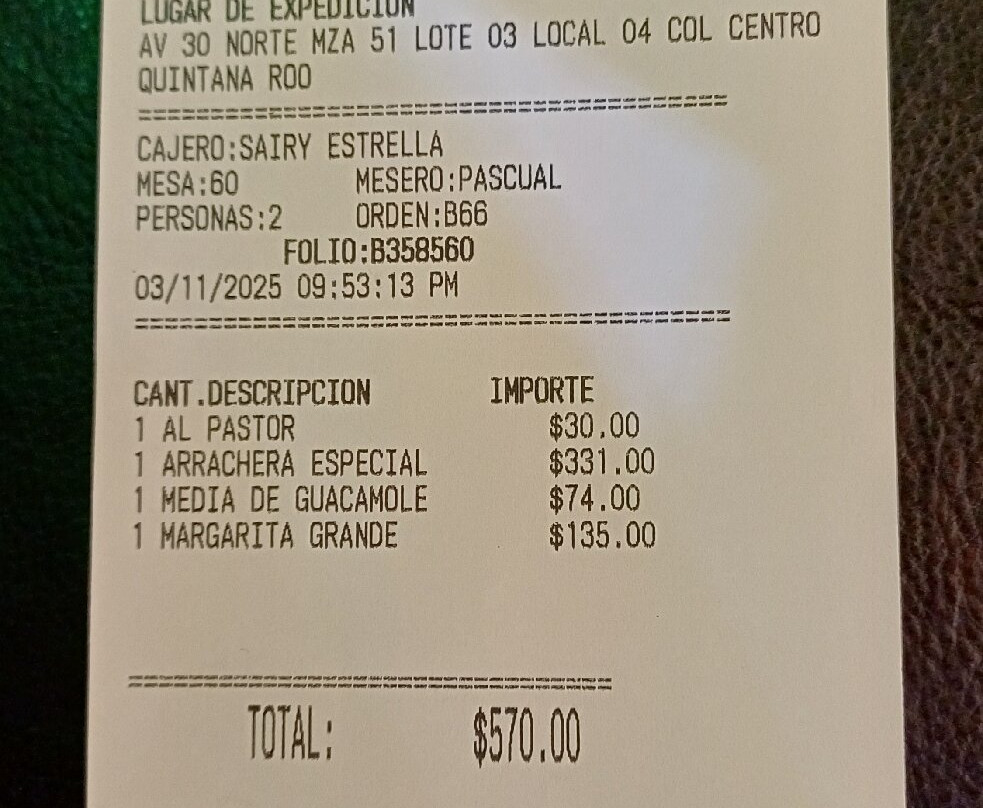 LUGAR DE EXPEDICION
AV 30 NORTE MZA 51 LOTE 03 LOCAL 04 COL CENTRO
QUINTANA ROO
CAJERO:SAIRY ESTRELLA
MESA:60 MESERO:PASCUAL
PERSONAS:2 ORDEN:B66
FOLIO:B358560
03/11/2025 09:53:13 PM
CANT.DESCRIPCION IMPORTE
1 AL PASTOR $30.00
1 ARRACHERA ESPECIAL $331.00
1 MEDIA DE GUACAMOLE $74.00
1 MARGARITA GRANDE $135.00
TOTAL: $570.00